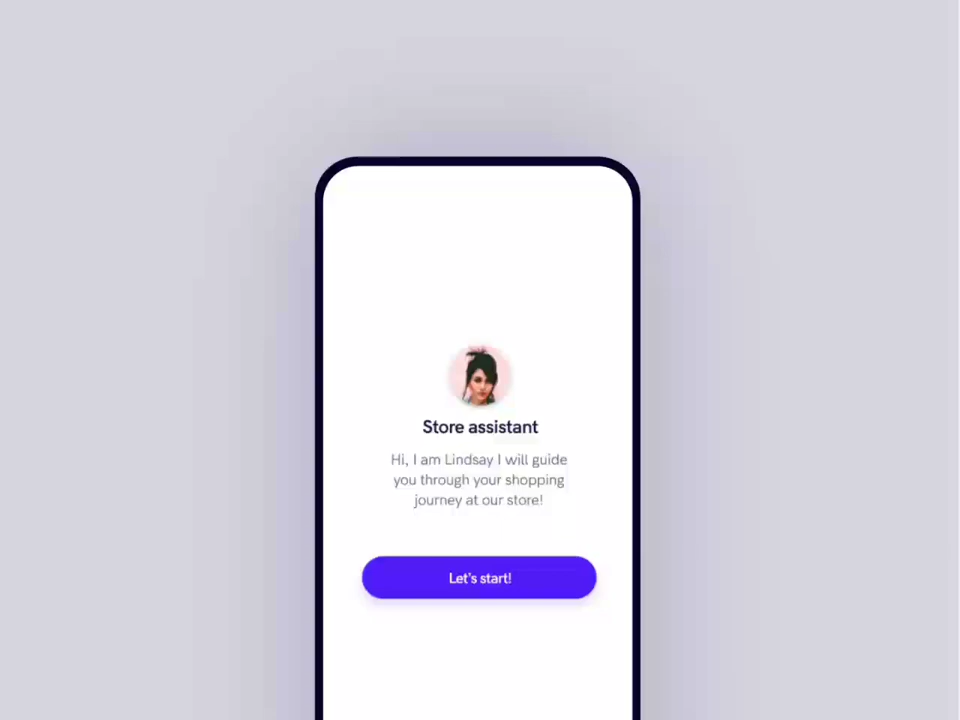 Store assistant
Hi, I am Lindsay I will guide
you through your shopping
journey at our store!
Let's start!